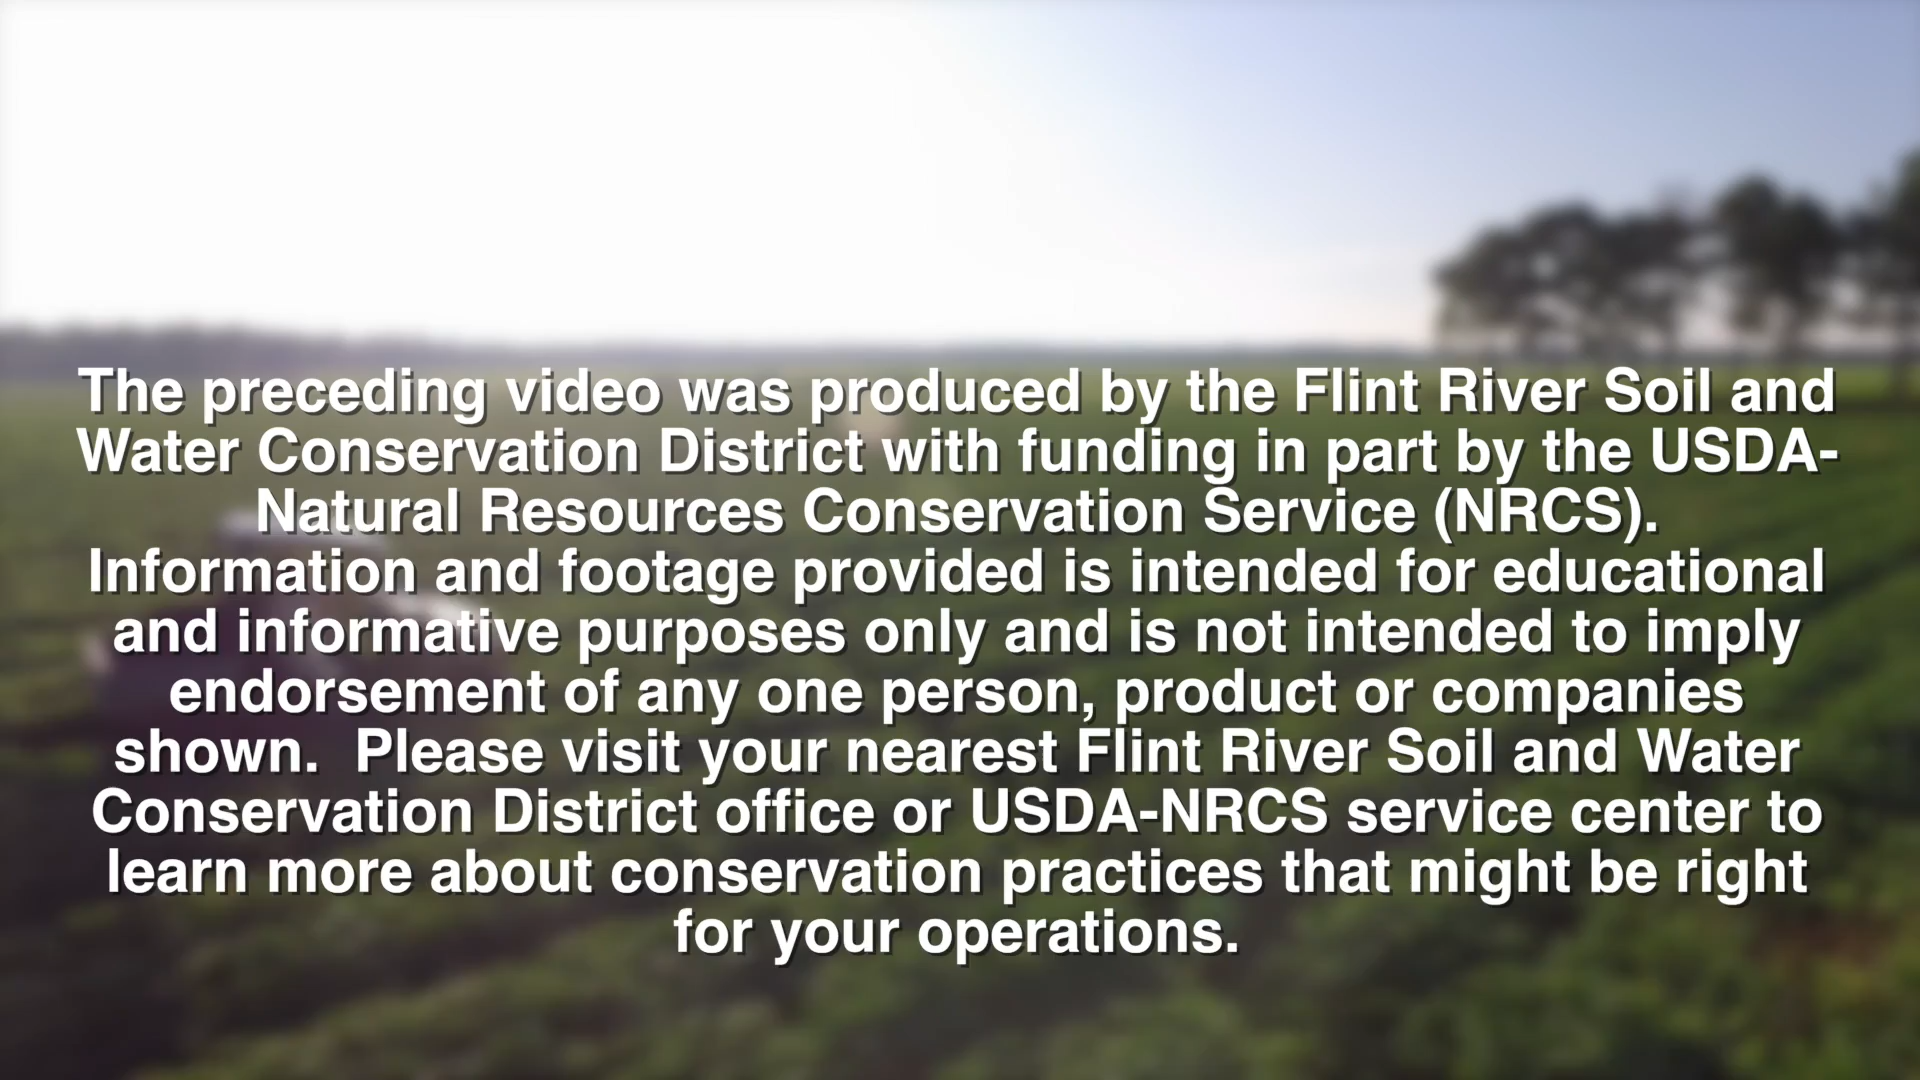 The preceding video was produced by the Flint River Soil and
Water Conservation District with funding in part by the USDA-
Natural Resources Conservation Service (NRCS).
Information and footage provided is intended for educational
and informative purposes only and is not intended to imply
endorsement of any one person, product or companies
shown.  Please visit your nearest Flint River Soil and Water
Conservation District office or USDA-NRCS service center to
learn more about conservation practices that might be right
for your operations.